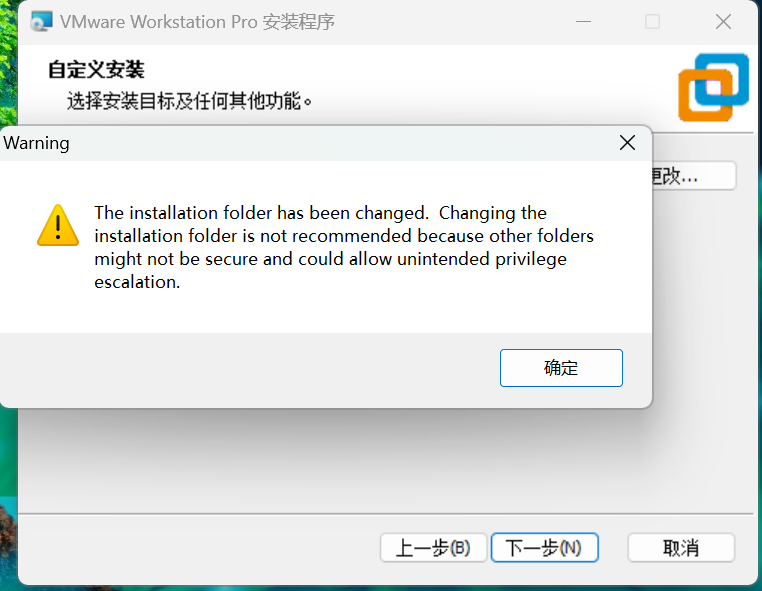 VMware Workstation Pro 安装程序
自定义安装
选择安装目标及任何其他功能。
Warning
更改...
The installation folder has been changed.  Changing the
installation folder is not recommended because other folders
might not be secure and could allow unintended privilege
escalation.
确定
上一步(B)
下一步(N)
取消